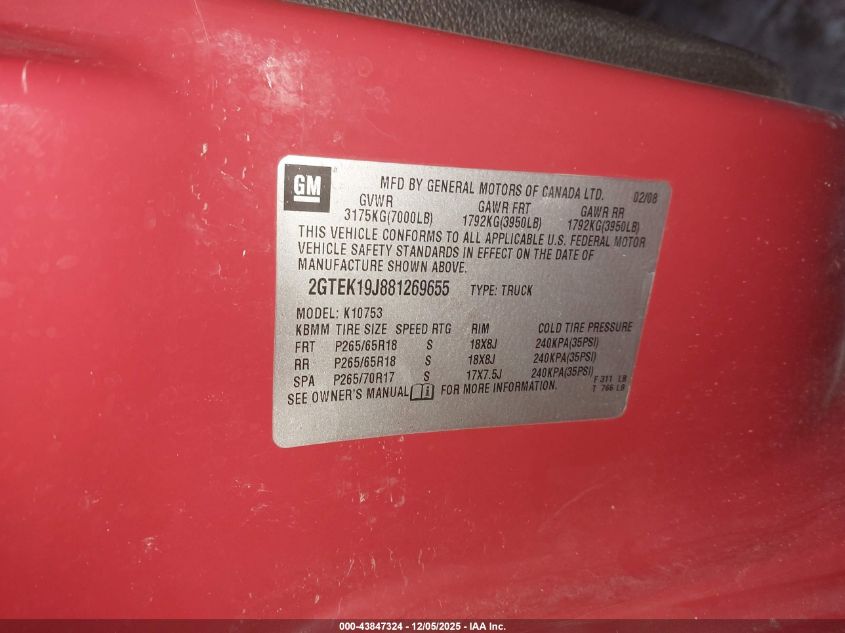 GM
MFD BY GENERAL MOTORS OF CANADA LTD. 02/08
GVWR GAWR FRT GAWR RR
3175KG(7000LB) 1792KG(3950LB) 1792KG(3950LB)
THIS VEHICLE CONFORMS TO ALL APPLICABLE U.S. FEDERAL MOTOR
VEHICLE SAFETY STANDARDS IN EFFECT ON THE DATE OF
MANUFACTURE SHOWN ABOVE.
2GTEK19J881269655 TYPE: TRUCK
MODEL: K10753
KBMM TIRE SIZE SPEED RTG RIM COLD TIRE PRESSURE
FRT P265/65R18 S 18X8J 240KPA(35PSI)
RR P265/65R18 S 18X8J 240KPA(35PSI)
SPA P265/70R17 S 17X7.5J 240KPA(35PSI)
F 311 LB
T 766 LB
SEE OWNER'S MANUAL i FOR MORE INFORMATION.
000-43847324 - 12/05/2025 - IAA Inc.